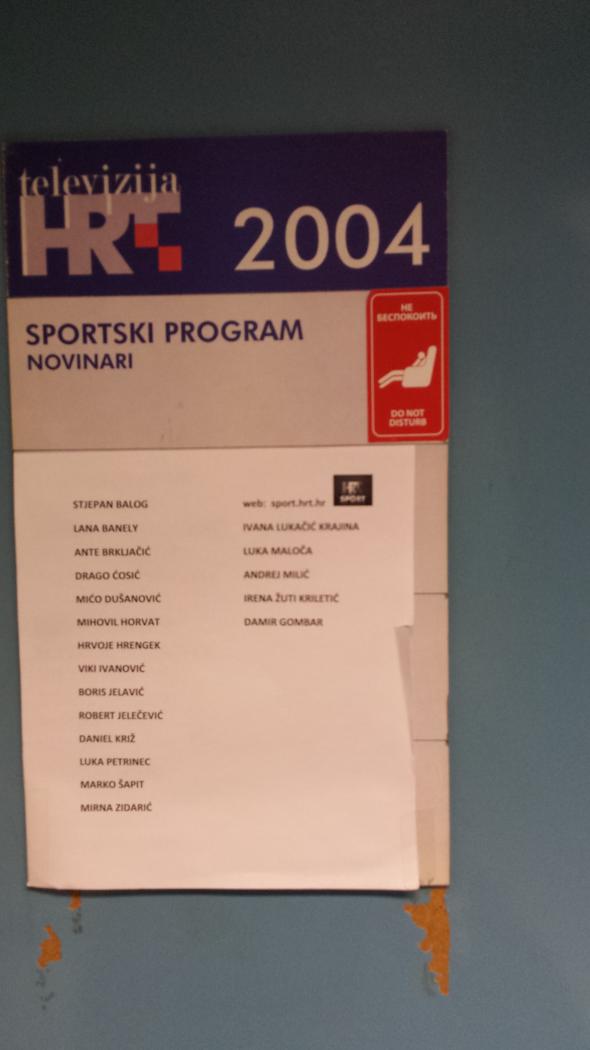 televizija
HRT
2004
SPORTSKI PROGRAM
NOVINARI
НЕ
БЕСПОКОИТЬ
DO NOT
DISTURB
STJEPAN BALOG
LANA BANELY
ANTE BRKLJAČIĆ
DRAGO ĆOSIĆ
MIĆO DUŠANOVIĆ
MIHOVIL HORVAT
HRVOJE HRENGEK
VIKI IVANOVIĆ
BORIS JELAVIĆ
ROBERT JELEČEVIĆ
DANIEL KRIŽ
LUKA PETRINEC
MARKO ŠAPIT
MIRNA ZIDARIĆ
web: sport.hrt.hr
HRT
SPORT
IVANA LUKAČIĆ KRAJINA
LUKA MALOČA
ANDREJ MILIĆ
IRENA ŽUTI KRILETIĆ
DAMIR GOMBAR